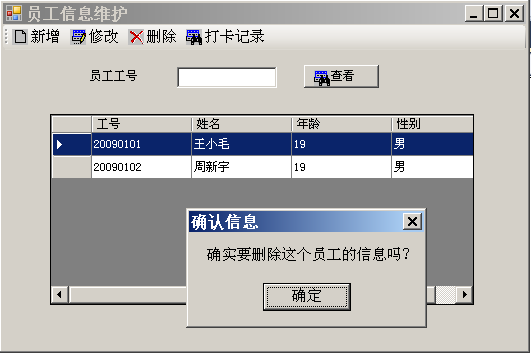 员工信息维护
新增 修改 删除 打卡记录
员工工号 查看
工号 姓名 年龄 性别
20090101 王小毛 19 男
20090102 周新宇 19 男
确认信息
确实要删除这个员工的信息吗?
确定